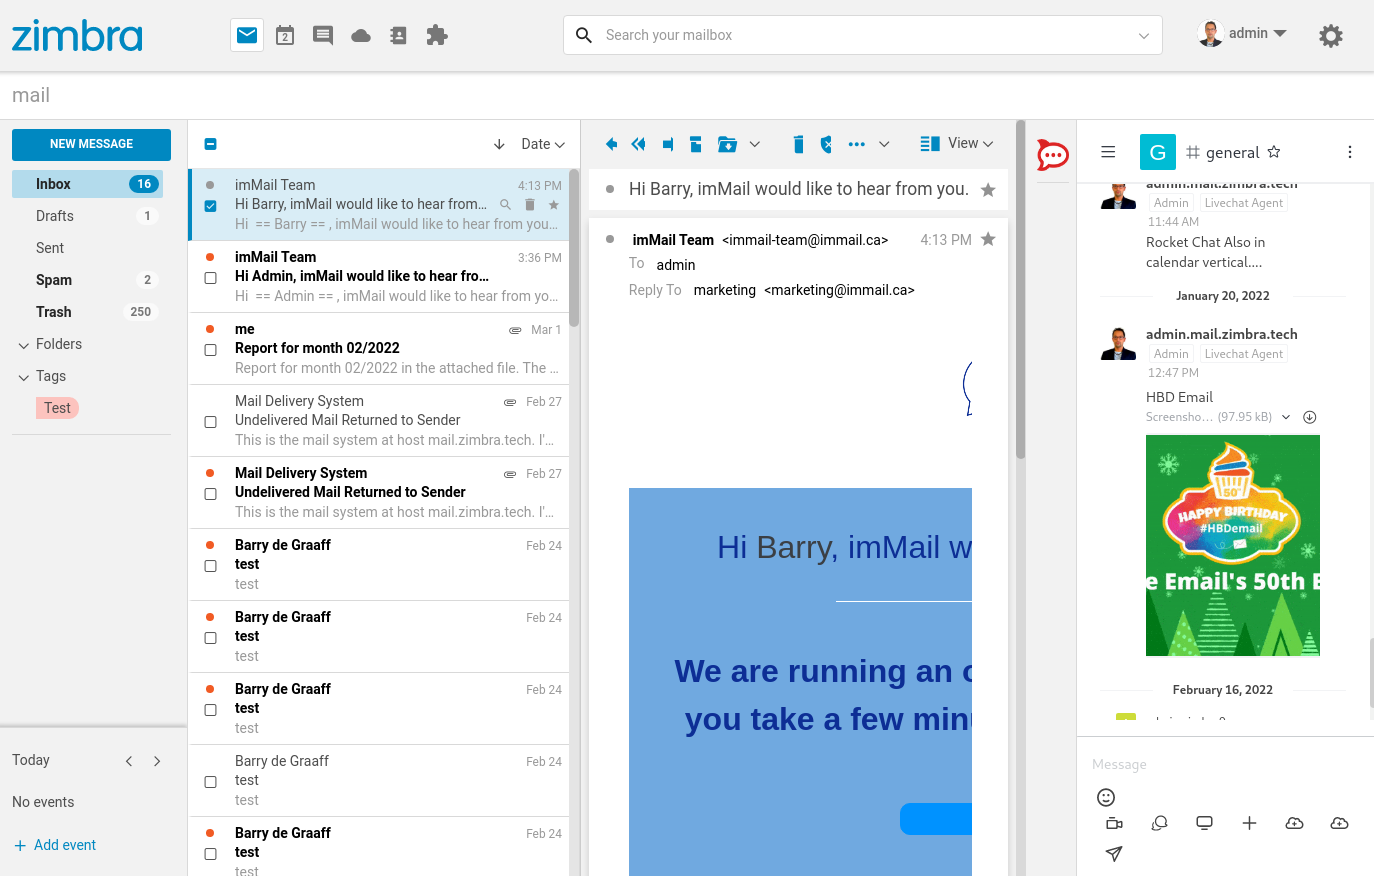 zimbra
2
Search your mailbox
admin
mail
NEW MESSAGE
Inbox 16
Drafts 1
Sent
Spam 2
Trash 250
Folders
Tags
Test
Today
No events
Add event
Date
imMail Team 4:13 PM
Hi Barry, imMail would like to hear from...
Hi == Barry == , imMail would like to hear from you...
imMail Team 3:36 PM
Hi Admin, imMail would like to hear fro...
Hi == Admin == , imMail would like to hear from yo...
me Mar 1
Report for month 02/2022
Report for month 02/2022 in the attached file. The ...
Mail Delivery System Feb 27
Undelivered Mail Returned to Sender
This is the mail system at host mail.zimbra.tech. I'...
Mail Delivery System Feb 27
Undelivered Mail Returned to Sender
This is the mail system at host mail.zimbra.tech. I'...
Barry de Graaff Feb 24
test
test
Barry de Graaff Feb 24
test
test
Barry de Graaff Feb 24
test
test
Barry de Graaff Feb 24
test
test
Barry de Graaff Feb 24
test
test
View
Hi Barry, imMail would like to hear from you.
imMail Team <immail-team@immail.ca> 4:13 PM
To admin
Reply To marketing <marketing@immail.ca>
Hi Barry, imMail w
We are running an
you take a few min
G # general
admin.mail.zimbra.tech
Admin Livechat Agent
11:44 AM
Rocket Chat Also in
calendar vertical....
January 20, 2022
admin.mail.zimbra.tech
Admin Livechat Agent
12:47 PM
HBD Email
Screensho... (97.95 kB)
50th
HAPPY BIRTHDAY
#HBDemail
e Email's 50th
February 16, 2022
Message